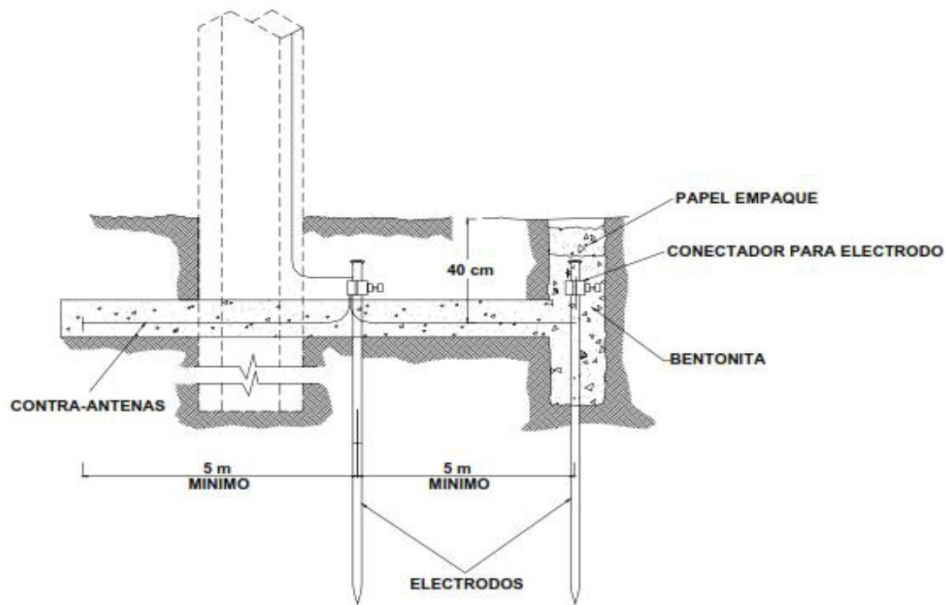 PAPEL EMPAQUE
CONECTADOR PARA ELECTRODO
40 cm
BENTONITA
CONTRA-ANTENAS
5 m
MINIMO
5 m
MINIMO
ELECTRODOS